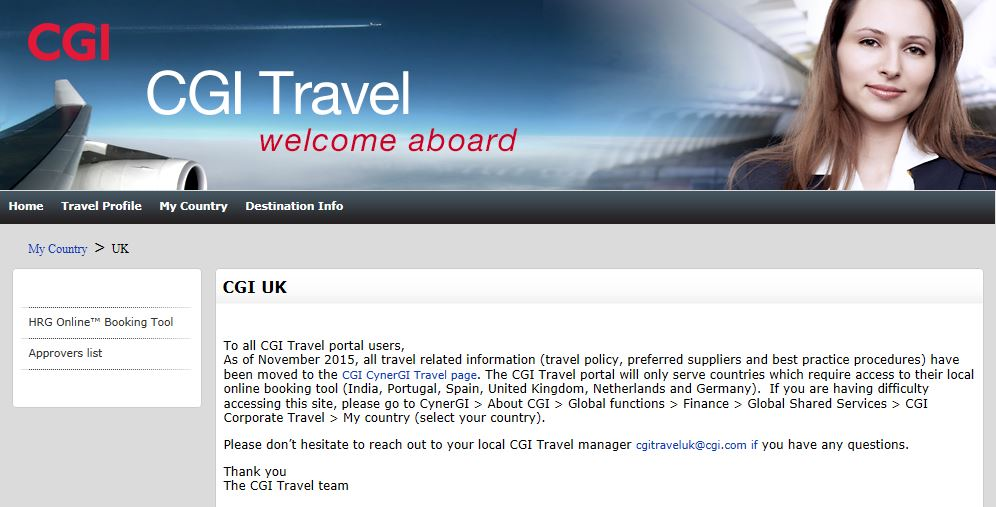 CGI
CGI Travel
welcome aboard
Home Travel Profile My Country Destination Info
My Country > UK
HRG Online™ Booking Tool
Approvers list
CGI UK
To all CGI Travel portal users,
As of November 2015, all travel related information (travel policy, preferred suppliers and best practice procedures) have
been moved to the CGI CynerGI Travel page. The CGI Travel portal will only serve countries which require access to their local
online booking tool (India, Portugal, Spain, United Kingdom, Netherlands and Germany).  If you are having difficulty
accessing this site, please go to CynerGI > About CGI > Global functions > Finance > Global Shared Services > CGI
Corporate Travel > My country (select your country).
Please don’t hesitate to reach out to your local CGI Travel manager cgitraveluk@cgi.com if you have any questions.
Thank you
The CGI Travel team